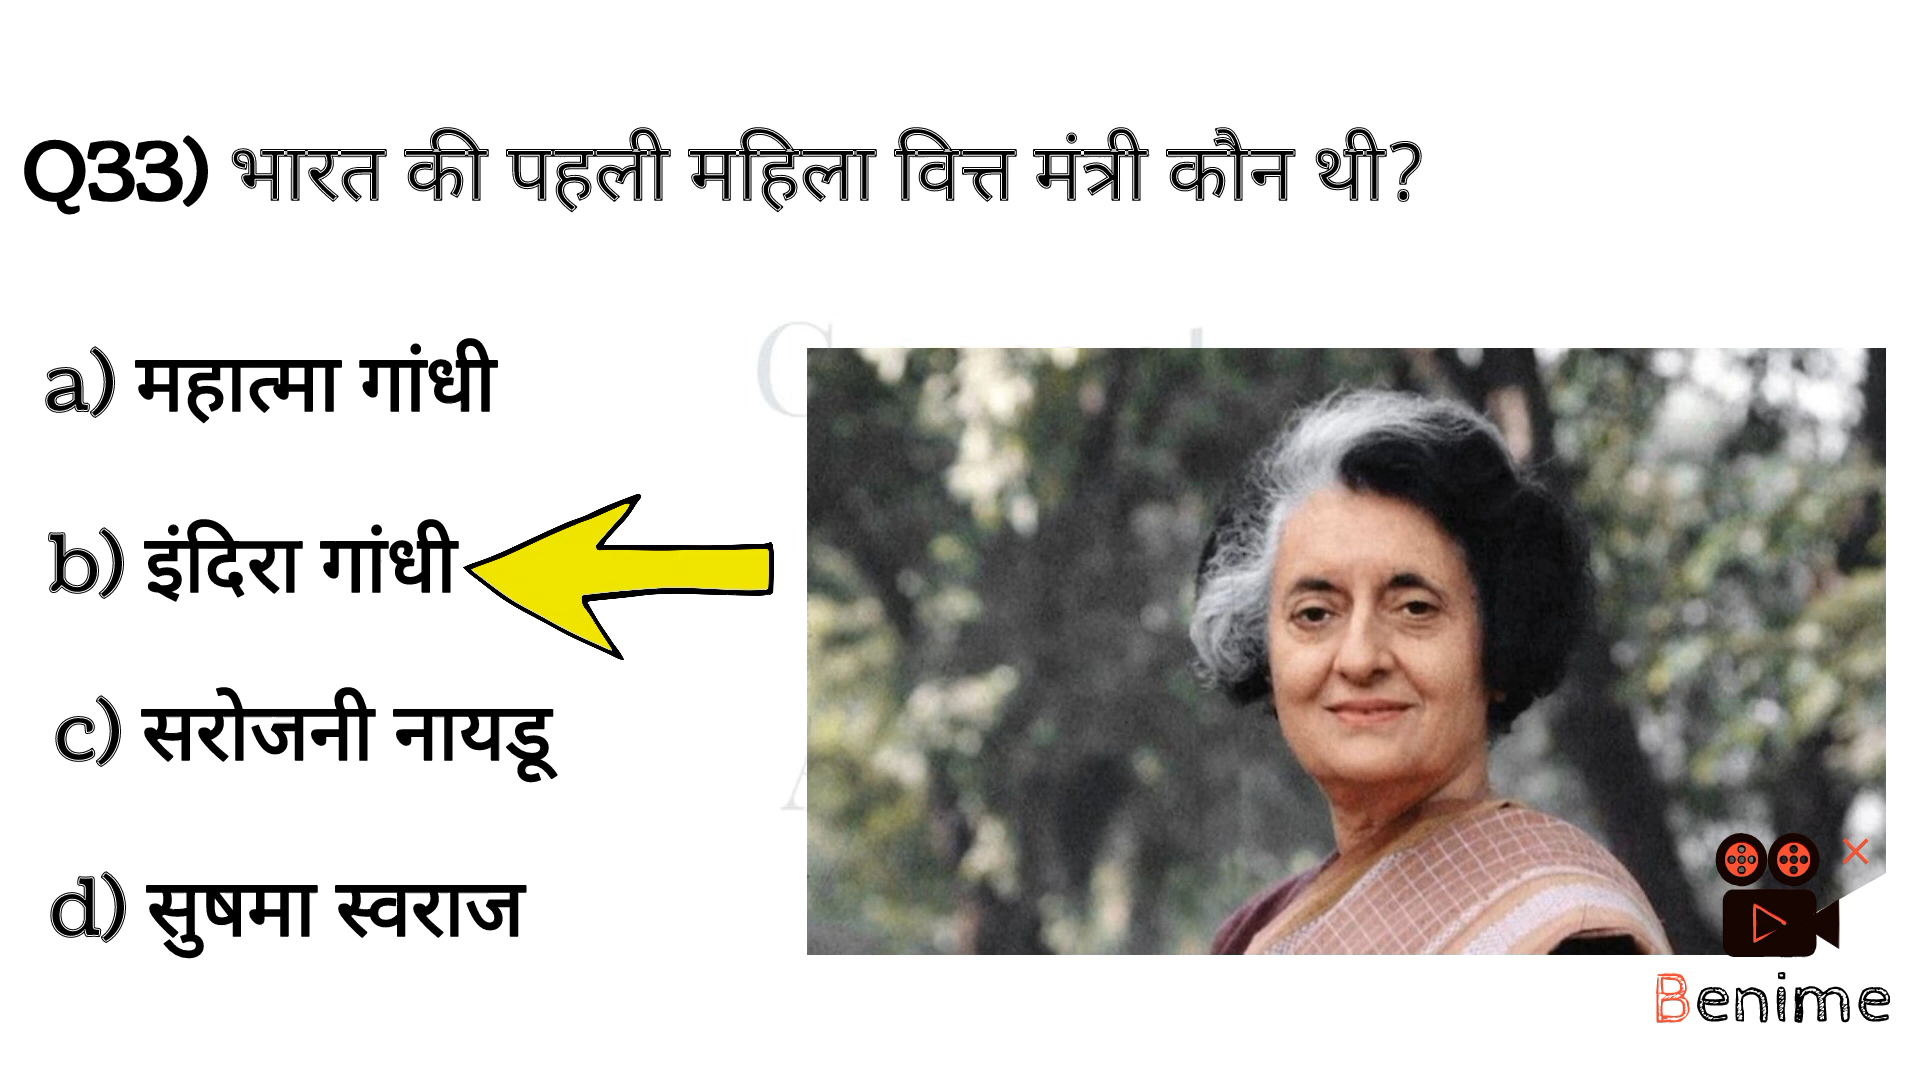 Q33) भारत की पहली महिला वित्त मंत्री कौन थी?
a) महात्मा गांधी
b) इंदिरा गांधी
c) सरोजनी नायडू
d) सुषमा स्वराज
Benime